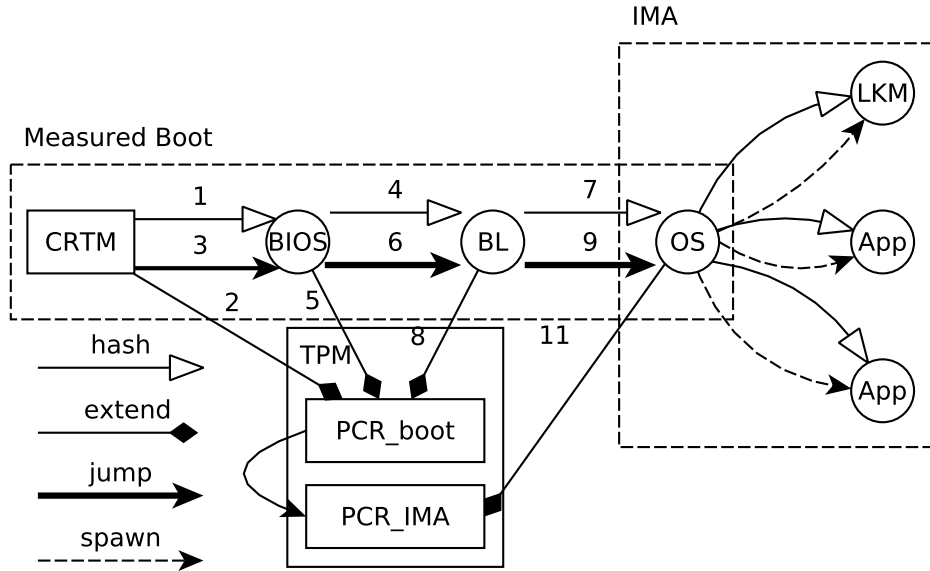 IMA
LKM
Measured Boot
1
4
7
CRTM
BIOS
BL
OS
App
3
6
9
2
5
8
11
hash
TPM
App
extend
PCR_boot
jump
PCR_IMA
spawn